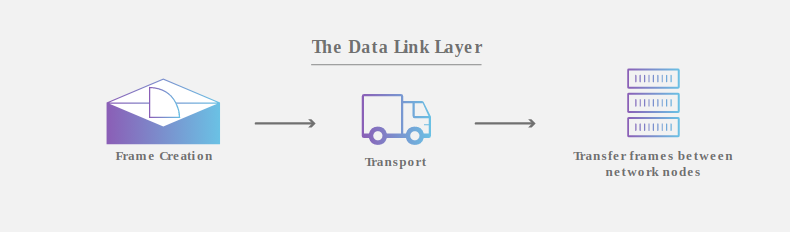 The Data Link Layer
Frame Creation
Transport
Transfer frames between
network nodes